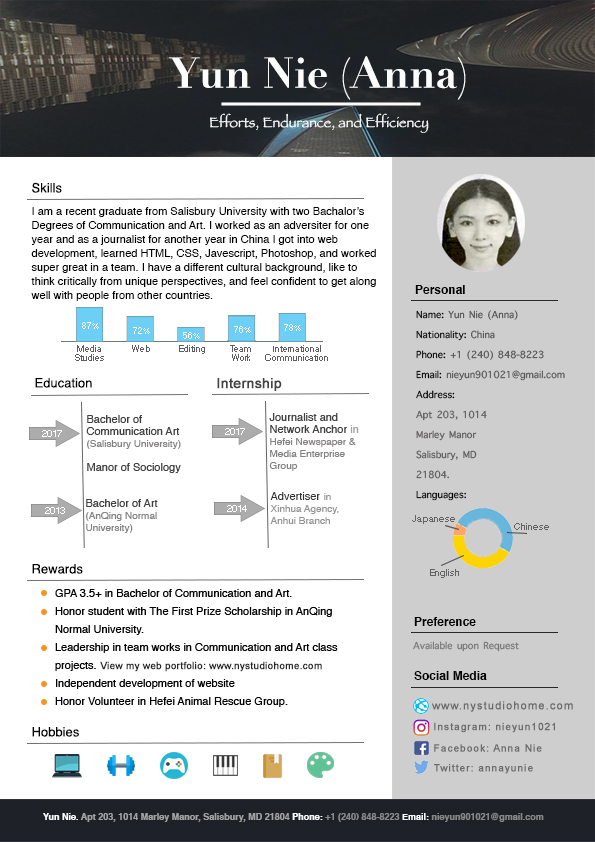 Yun Nie (Anna)
Efforts, Endurance, and Efficiency
Skills
I am a recent graduate from Salisbury University with two Bachalor's
Degrees of Communication and Art. I worked as an adversiter for one
year and as a journalist for another year in China I got into web
development, learned HTML, CSS, Javescript, Photoshop, and worked
super great in a team. I have a different cultural background, like to
think critically from unique perspectives, and feel confident to get along
well with people from other countries.
87%
72%
56%
76%
78%
Media
Studies
Web
Editing
Team
Work
International
Communication
Education
2017
Bachelor of
Communication Art
(Salisbury University)
Manor of Sociology
2013
Bachelor of Art
(AnQing Normal
University)
Internship
2017
Journalist and
Network Anchor in
Hefei Newspaper &
Media Enterprise
Group
2014
Advertiser in
Xinhua Agency,
Anhui Branch
Rewards
GPA 3.5+ in Bachelor of Communication and Art.
Honor student with The First Prize Scholarship in AnQing
Normal University.
Leadership in team works in Communication and Art class
projects. View my web portfolio: www.nystudiohome.com
Independent development of website
Honor Volunteer in Hefei Animal Rescue Group.
Hobbies
Personal
Name: Yun Nie (Anna)
Nationality: China
Phone: +1 (240) 848-8223
Email: nieyun901021@gmail.com
Address:
Apt 203, 1014
Marley Manor
Salisbury, MD
21804.
Languages:
Japanese
Chinese
English
Preference
Available upon Request
Social Media
www.nystudiohome.com
Instagram: nieyun1021
Facebook: Anna Nie
Twitter: annayunie
Yun Nie. Apt 203, 1014 Marley Manor, Salisbury, MD 21804 Phone: +1 (240) 848-8223 Email: nieyun901021@gmail.com